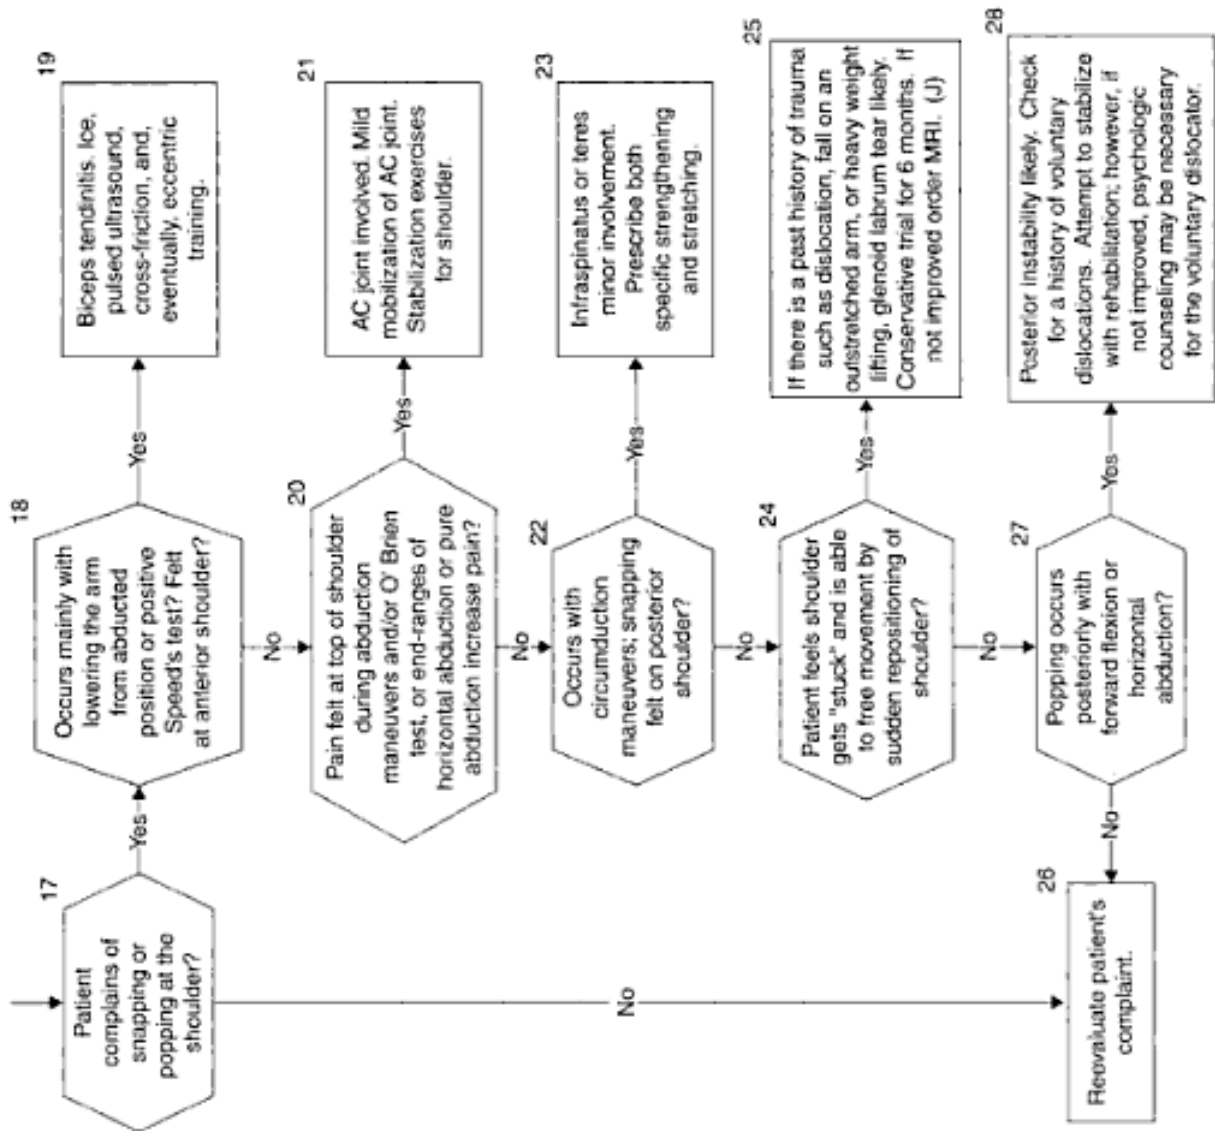 17
Patient
complains of
snapping or
popping at the
shoulder?
Yes
No
18
Occurs mainly with
lowering the arm
from abducted
position or positive
Speed's test? Felt
at anterior shoulder?
Yes
No
19
Biceps tendinitis. Ice,
pulsed ultrasound,
cross-friction, and,
eventually, eccentric
training.
20
Pain felt at top of shoulder
during abduction
maneuvers and/or O' Brien
test, or end-ranges of
horizontal abduction or pure
abduction increase pain?
Yes
No
21
AC joint involved. Mild
mobilization of AC joint.
Stabilization exercises
for shoulder.
22
Occurs with
circumduction
maneuvers; snapping
felt on posterior
shoulder?
Yes
No
23
Infraspinatus or teres
minor involvement.
Prescribe both
specific strengthening
and stretching.
24
Patient feels shoulder
gets "stuck" and is able
to free movement by
sudden repositioning of
shoulder?
Yes
No
25
If there is a past history of trauma
such as dislocation, fall on an
outstretched arm, or heavy weight
lifting, glenoid labrum tear likely.
Conservative trial for 6 months. If
not improved order MRI. (J)
26
Reevaluate patient's
complaint.
27
Popping occurs
posteriorly with
forward flexion or
horizontal
abduction?
Yes
No
28
Posterior instability likely. Check
for a history of voluntary
dislocations. Attempt to stabilize
with rehabilitation; however, if
not improved, psychologic
counseling may be necessary
for the voluntary dislocator.